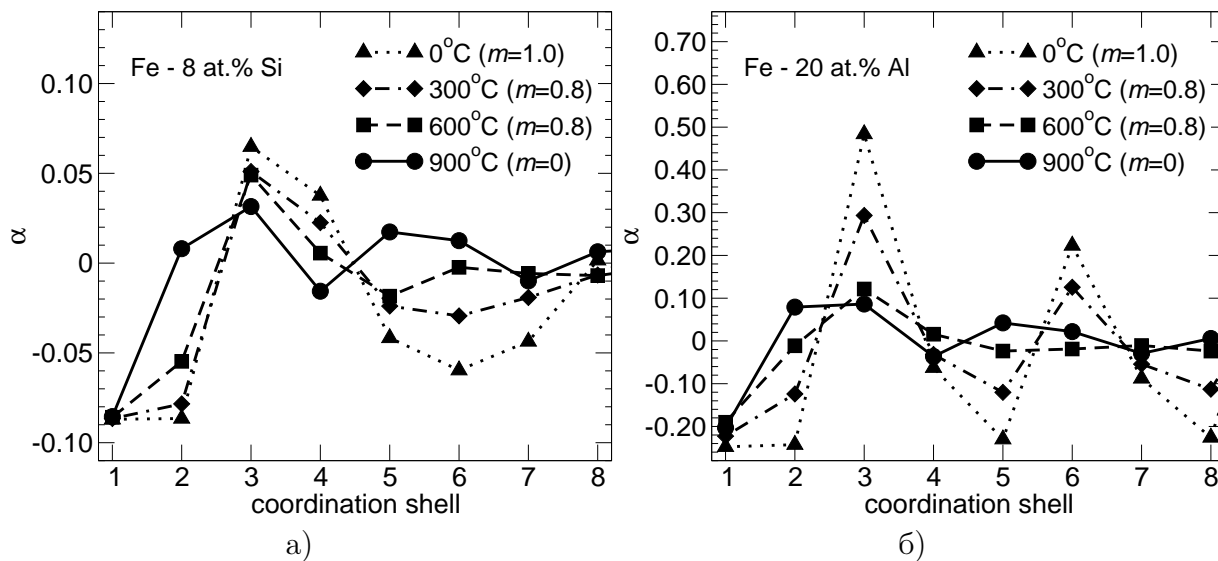 Fe - 8 at.% Si
0°C (m=1.0)
300°C (m=0.8)
600°C (m=0.8)
900°C (m=0)
0.10
0.05
0
-0.05
-0.10
α
1 2 3 4 5 6 7 8
coordination shell
а)
Fe - 20 at.% Al
0°C (m=1.0)
300°C (m=0.8)
600°C (m=0.8)
900°C (m=0)
0.70
0.60
0.50
0.40
0.30
0.20
0.10
0
-0.10
-0.20
α
1 2 3 4 5 6 7 8
coordination shell
б)